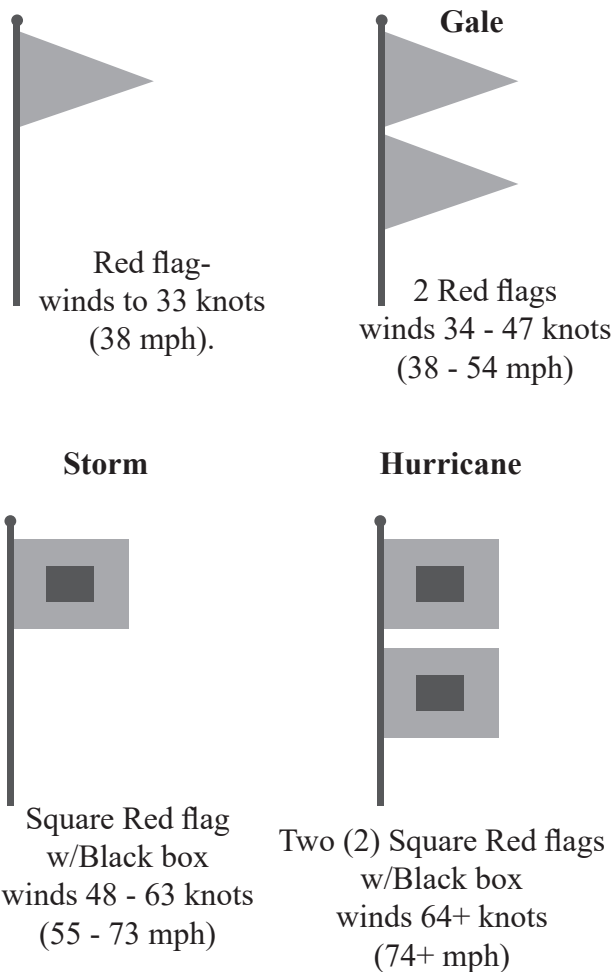 Red flag-
winds to 33 knots
(38 mph).
Gale
2 Red flags
winds 34 - 47 knots
(38 - 54 mph)
Storm
Square Red flag
w/Black box
winds 48 - 63 knots
(55 - 73 mph)
Hurricane
Two (2) Square Red flags
w/Black box
winds 64+ knots
(74+ mph)